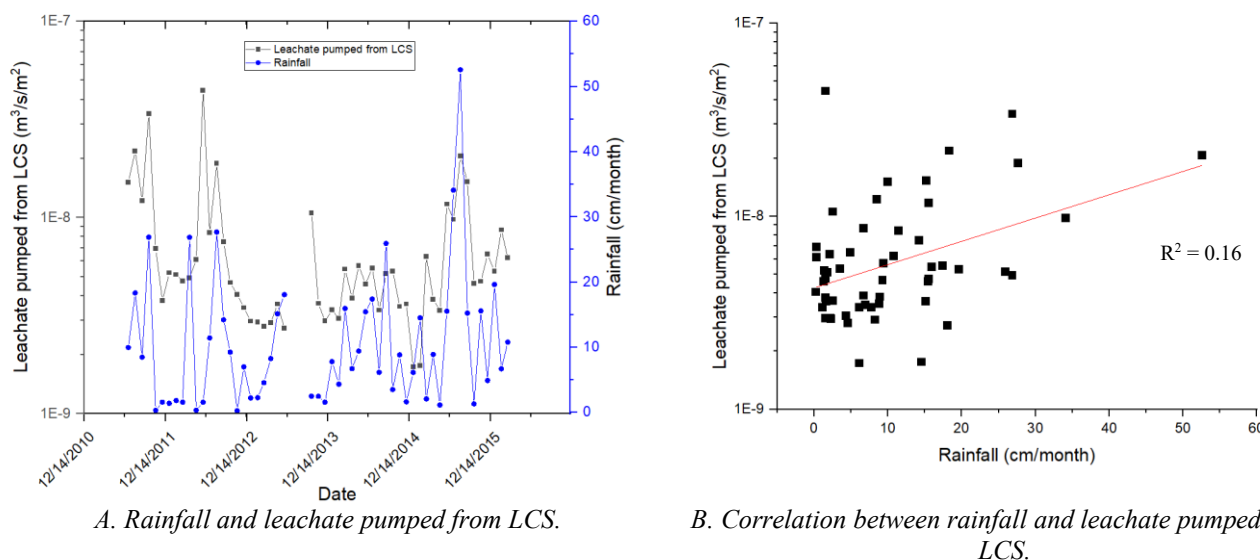 1E-7
1E-8
1E-9
Leachate pumped from LCS (m³/s/m²)
Leachate pumped from LCS
Rainfall
60
50
40
30
20
10
0
Rainfall (cm/month)
12/14/2010
12/14/2011
12/14/2012
12/14/2013
12/14/2014
12/14/2015
Date
A. Rainfall and leachate pumped from LCS.
1E-7
1E-8
1E-9
Leachate pumped from LCS (m³/s/m²)
R² = 0.16
0 10 20 30 40 50 60
Rainfall (cm/month)
B. Correlation between rainfall and leachate pumped
LCS.